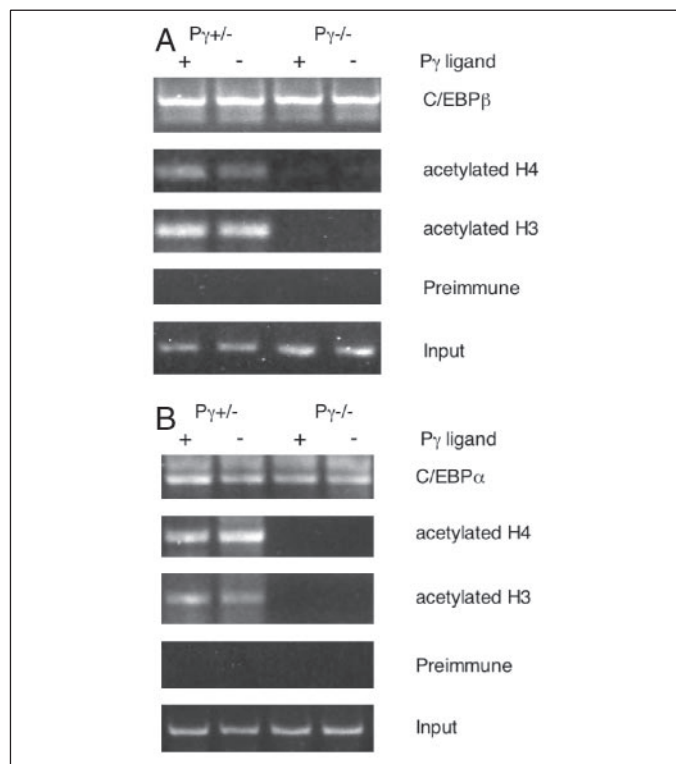 A
Pγ+/- Pγ-/-
+ - + - Pγ ligand
C/EBPβ
acetylated H4
acetylated H3
Preimmune
Input
B
Pγ+/- Pγ-/-
+ - + - Pγ ligand
C/EBPα
acetylated H4
acetylated H3
Preimmune
Input